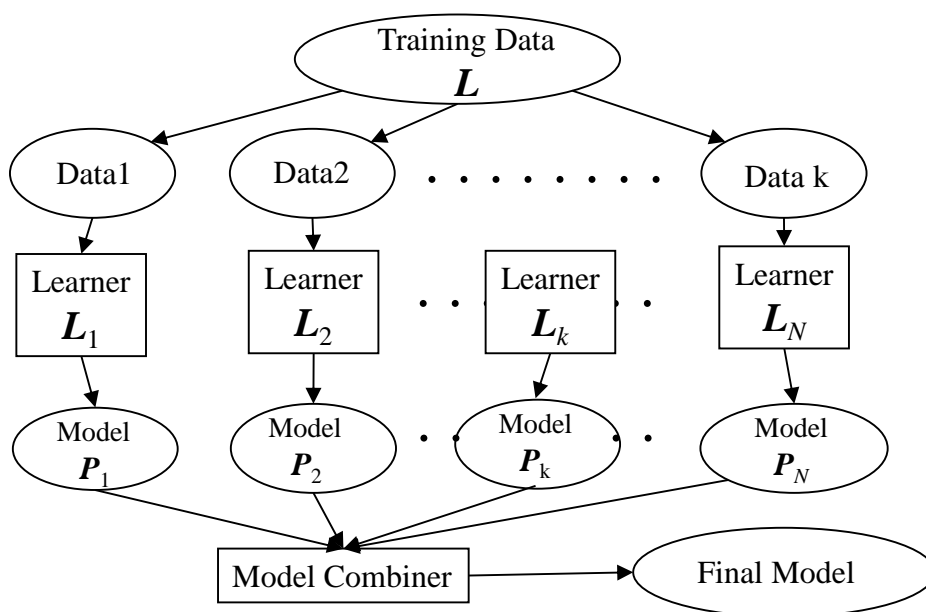 Training Data
L
Data1
Data2
. . . . . . . .
Data k
Learner
L1
Learner
L2
. . . . . .
Learner
Lk
Learner
LN
Model
P1
Model
P2
. . . .
Model
Pk
Model
PN
Model Combiner
Final Model